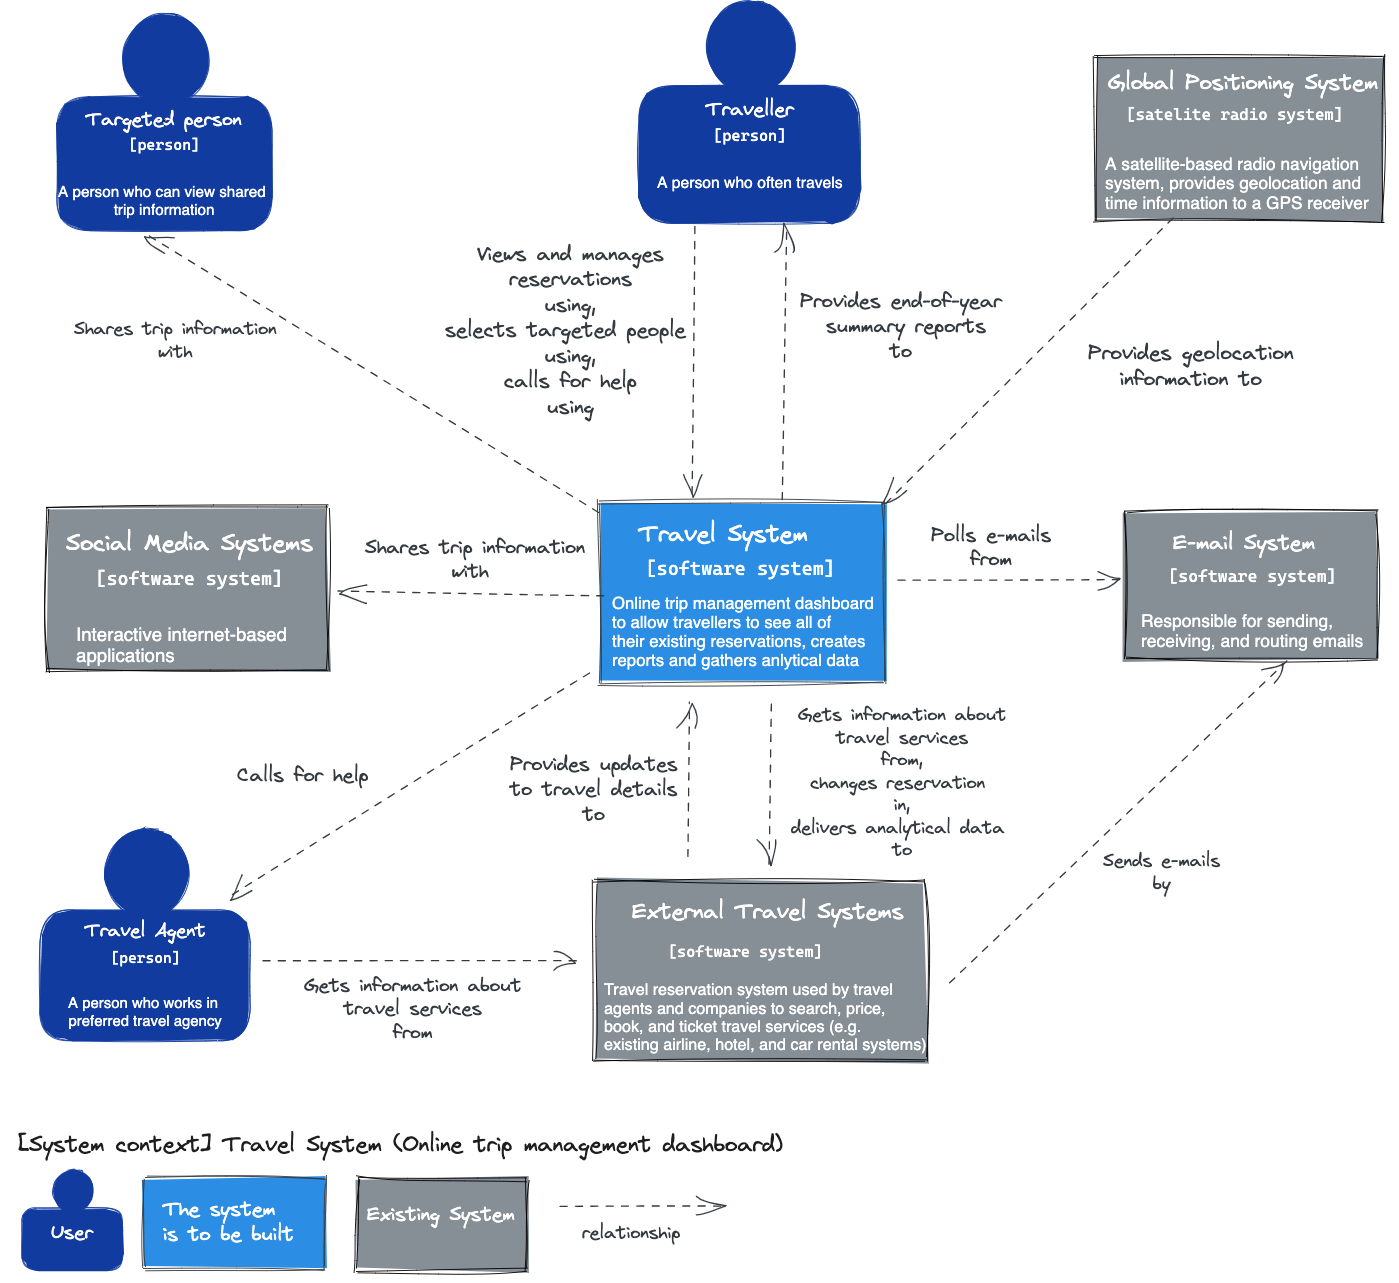 Targeted person
[person]
A person who can view shared
trip information
Traveller
[person]
A person who often travels
Global Positioning System
[satelite radio system]
A satellite-based radio navigation
system, provides geolocation and
time information to a GPS receiver
Shares trip information
with
Views and manages
reservations
using,
selects targeted people
using,
calls for help
using
Provides end-of-year
summary reports
to
Provides geolocation
information to
Social Media Systems
[software system]
Interactive internet-based
applications
Shares trip information
with
Travel System
[software system]
Online trip management dashboard
to allow travellers to see all of
their existing reservations, creates
reports and gathers anlytical data
Polls e-mails
from
E-mail System
[software system]
Responsible for sending,
receiving, and routing emails
Calls for help
Provides updates
to travel details
to
Gets information about
travel services
from,
changes reservation
in,
delivers analytical data
to
Sends e-mails
by
Travel Agent
[person]
A person who works in
preferred travel agency
Gets information about
travel services
from
External Travel Systems
[software system]
Travel reservation system used by travel
agents and companies to search, price,
book, and ticket travel services (e.g.
existing airline, hotel, and car rental systems)
[System context] Travel System (Online trip management dashboard)
User
The system
is to be built
Existing System
relationship